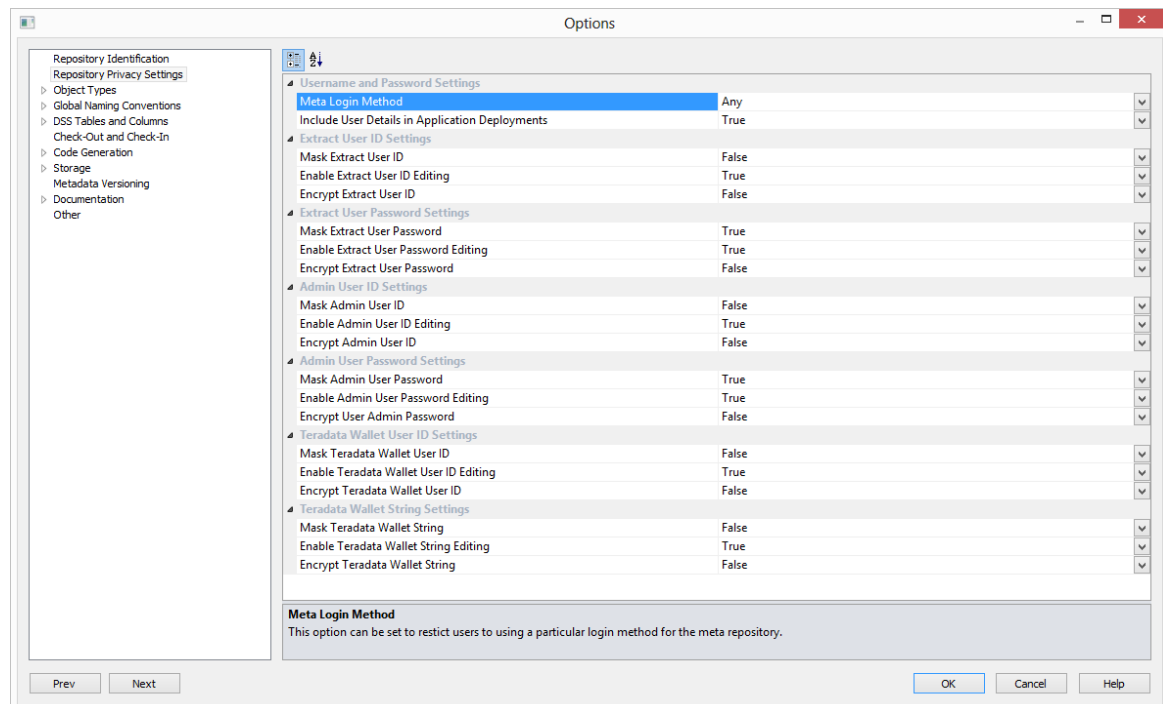 Options
Repository Identification
Repository Privacy Settings
Object Types
Global Naming Conventions
DSS Tables and Columns
Check-Out and Check-In
Code Generation
Storage
Metadata Versioning
Documentation
Other
Username and Password Settings
Meta Login Method Any
Include User Details in Application Deployments True
Extract User ID Settings
Mask Extract User ID False
Enable Extract User ID Editing True
Encrypt Extract User ID False
Extract User Password Settings
Mask Extract User Password True
Enable Extract User Password Editing True
Encrypt Extract User Password False
Admin User ID Settings
Mask Admin User ID False
Enable Admin User ID Editing True
Encrypt Admin User ID False
Admin User Password Settings
Mask Admin User Password True
Enable Admin User Password Editing True
Encrypt User Admin Password False
Teradata Wallet User ID Settings
Mask Teradata Wallet User ID False
Enable Teradata Wallet User ID Editing True
Encrypt Teradata Wallet User ID False
Teradata Wallet String Settings
Mask Teradata Wallet String False
Enable Teradata Wallet String Editing True
Encrypt Teradata Wallet String False
Meta Login Method
This option can be set to restict users to using a particular login method for the meta repository.
Prev Next OK Cancel Help